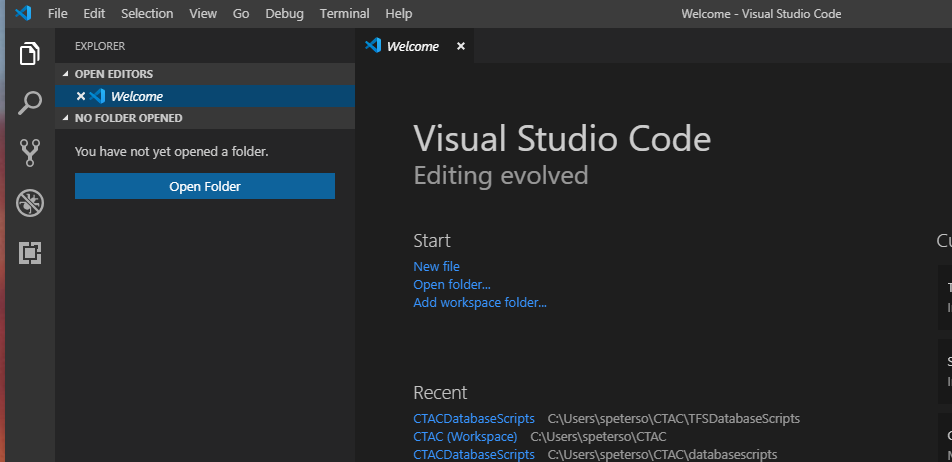 File Edit Selection View Go Debug Terminal Help
Welcome - Visual Studio Code
EXPLORER
OPEN EDITORS
Welcome
NO FOLDER OPENED
You have not yet opened a folder.
Open Folder
Welcome
Visual Studio Code
Editing evolved
Start
New file
Open folder...
Add workspace folder...
Recent
CTACDatabaseScripts C:\Users\speterso\CTAC\TFSDatabaseScripts
CTAC (Workspace) C:\Users\speterso\CTAC
CTACDatabaseScripts C:\Users\speterso\CTAC\databasescripts